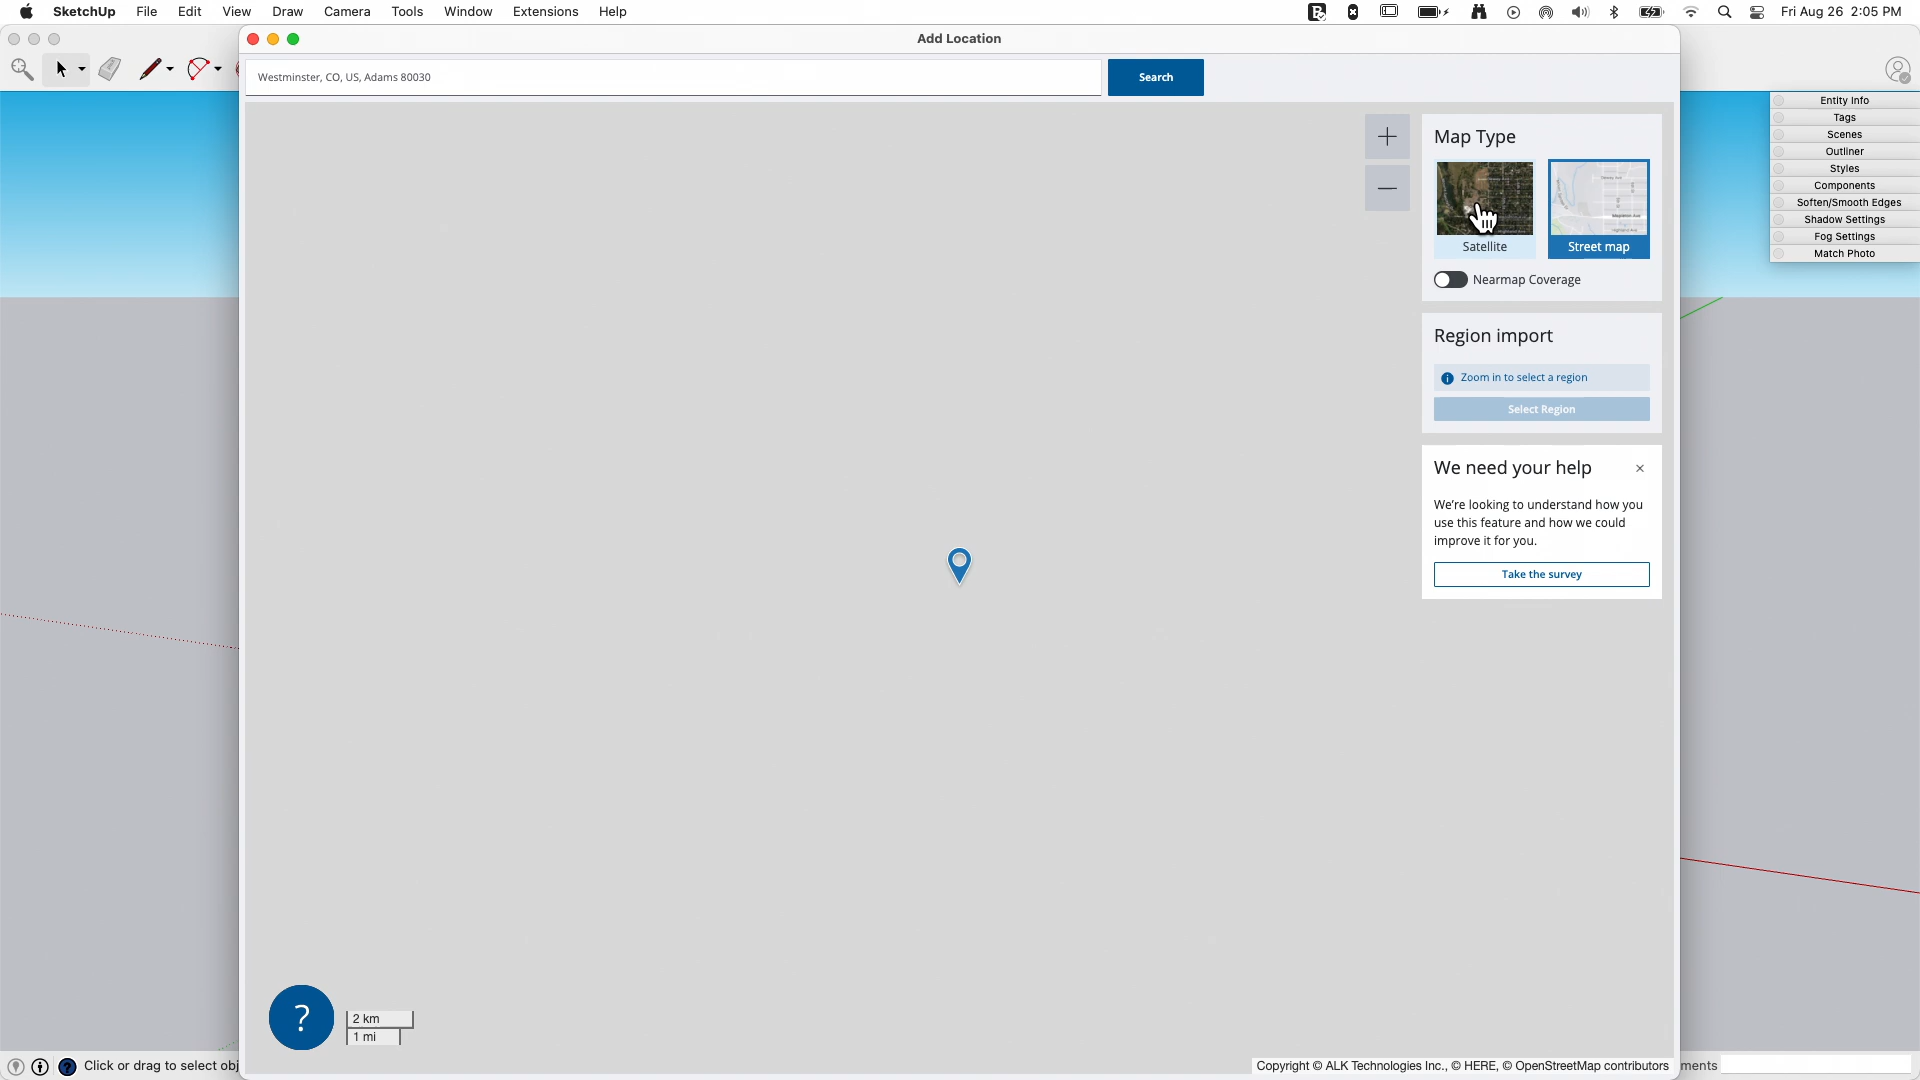 SketchUp File Edit View Draw Camera Tools Window Extensions Help
Fri Aug 26 2:05 PM
Add Location
Westminster, CO, US, Adams 80030
Search
Map Type
Satellite
Street map
Nearmap Coverage
Region import
Zoom in to select a region
Select Region
We need your help
We're looking to understand how you
use this feature and how we could
improve it for you.
Take the survey
Entity Info
Tags
Scenes
Outliner
Styles
Components
Soften/Smooth Edges
Shadow Settings
Fog Settings
Match Photo
?
2 km
1 mi
Copyright © ALK Technologies Inc., © HERE, © OpenStreetMap contributors
Click or drag to select obj
ments